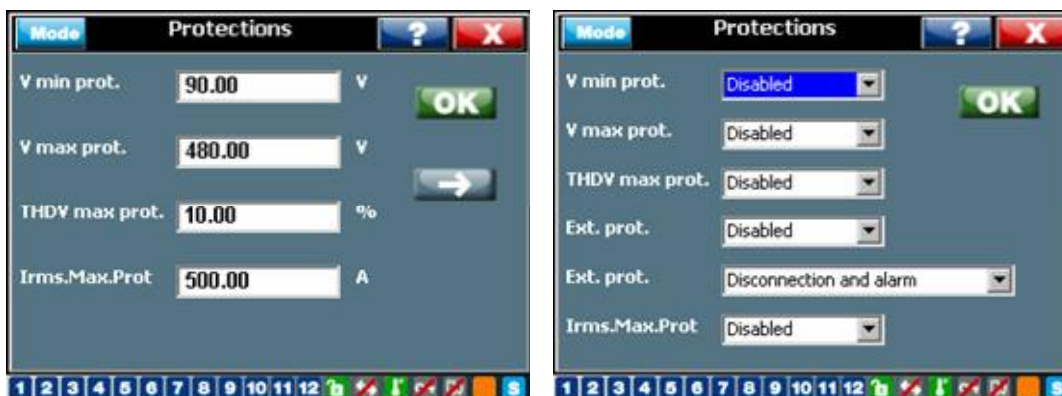 Mode Protections ? X
V min prot. 90.00 V
OK
V max prot. 480.00 V
THDV max prot. 10.00 %
Irms.Max.Prot 500.00 A
1 2 3 4 5 6 7 8 9 10 11 12 S
Mode Protections ? X
V min prot. Disabled
OK
V max prot. Disabled
THDV max prot. Disabled
Ext. prot. Disabled
Ext. prot. Disconnection and alarm
Irms.Max.Prot Disabled
1 2 3 4 5 6 7 8 9 10 11 12 S